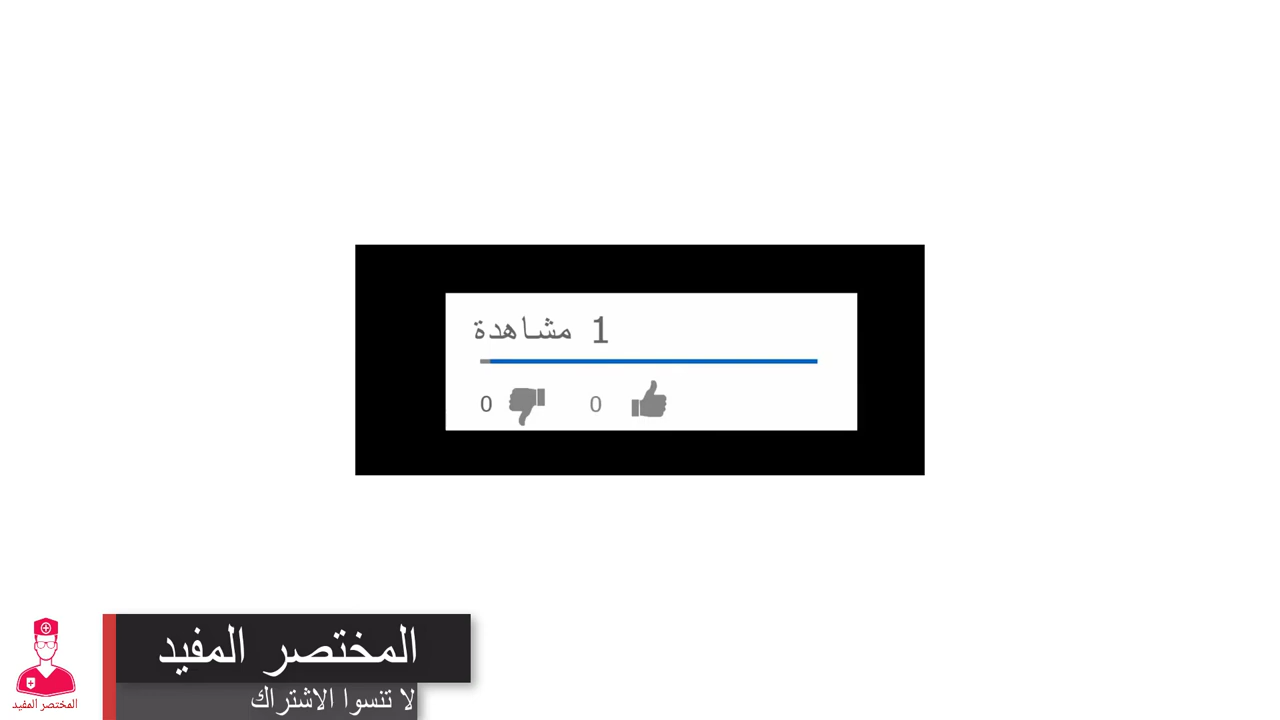 1 مشاهدة
0 0
المختصر المفيد
لا تنسوا الاشتراك
المختصر المفيد